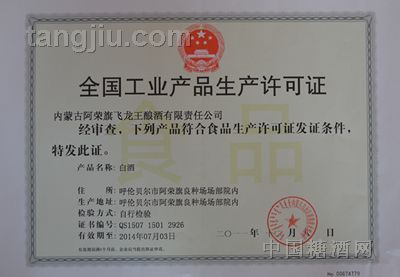 tangjiu.com
全国工业产品生产许可证
内蒙古阿荣旗飞龙王酿酒有限责任公司
经审查，下列产品符合食品生产许可证发证条件，
特发此证。
食品
产品名称：白酒
住 所：呼伦贝尔市阿荣旗良种场场部院内
生产地址：呼伦贝尔市阿荣旗良种场场部院内
检验方式：自行检验
证书编号：QS1507 1501 2926
有效期至：2014年07月03日
中国糖酒网
No 00674779